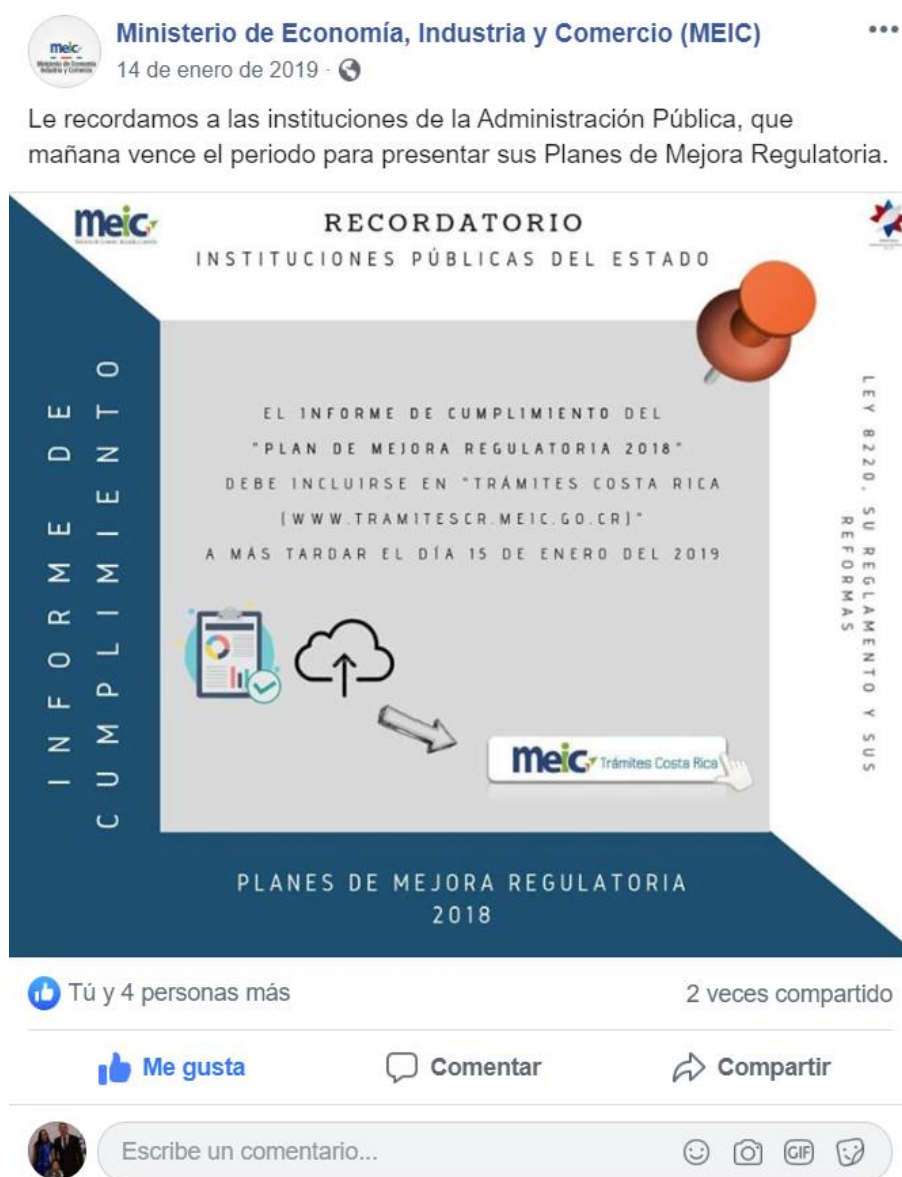 Ministerio de Economía, Industria y Comercio (MEIC)
14 de enero de 2019
Le recordamos a las instituciones de la Administración Pública, que
mañana vence el periodo para presentar sus Planes de Mejora Regulatoria.
meic
RECORDATORIO
INSTITUCIONES PÚBLICAS DEL ESTADO
INFORME DE
CUMPLIMIENTO
EL INFORME DE CUMPLIMIENTO DEL
"PLAN DE MEJORA REGULATORIA 2018"
DEBE INCLUIRSE EN "TRÁMITES COSTA RICA
(WWW.TRAMITESCR.MEIC.GO.CR)"
A MÁS TARDAR EL DÍA 15 DE ENERO DEL 2019
LEY 8220, SU REGLAMENTO Y SUS
REFORMAS
meic Trámites Costa Rica
PLANES DE MEJORA REGULATORIA
2018
Tú y 4 personas más
2 veces compartido
Me gusta
Comentar
Compartir
Escribe un comentario...
GIF